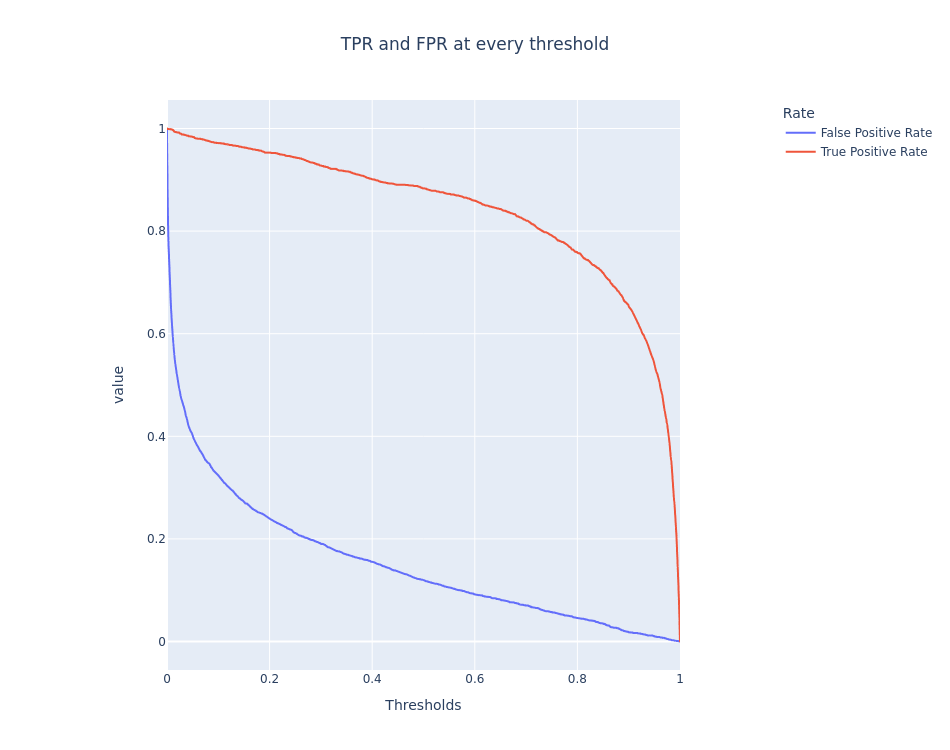 TPR and FPR at every threshold
Rate
False Positive Rate
True Positive Rate
value
1
0.8
0.6
0.4
0.2
0
0
0.2
0.4
0.6
0.8
1
Thresholds